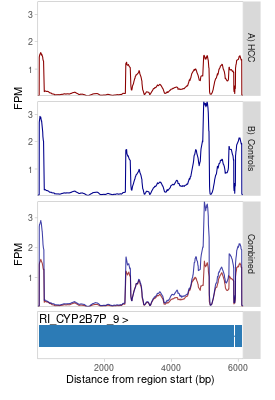 3
2
1
FPM
A) HCC
3
2
1
B) Controls
3
2
1
FPM
Combined
RI_CYP2B7P_9 >
2000 4000 6000
Distance from region start (bp)